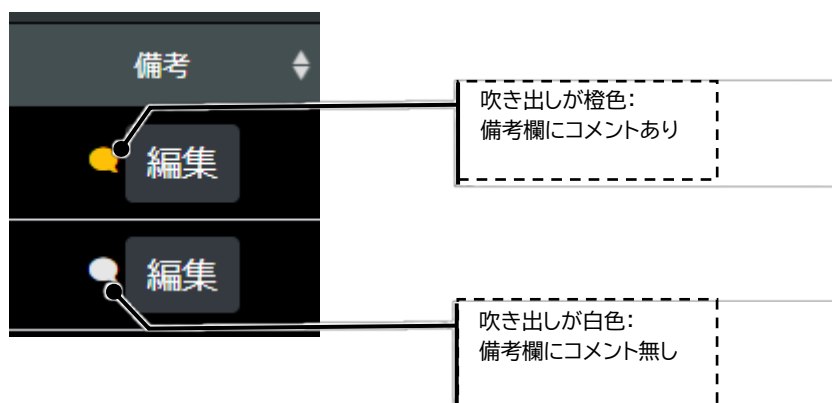 備考
吹き出しが橙色：
備考欄にコメントあり
編集
編集
吹き出しが白色：
備考欄にコメント無し